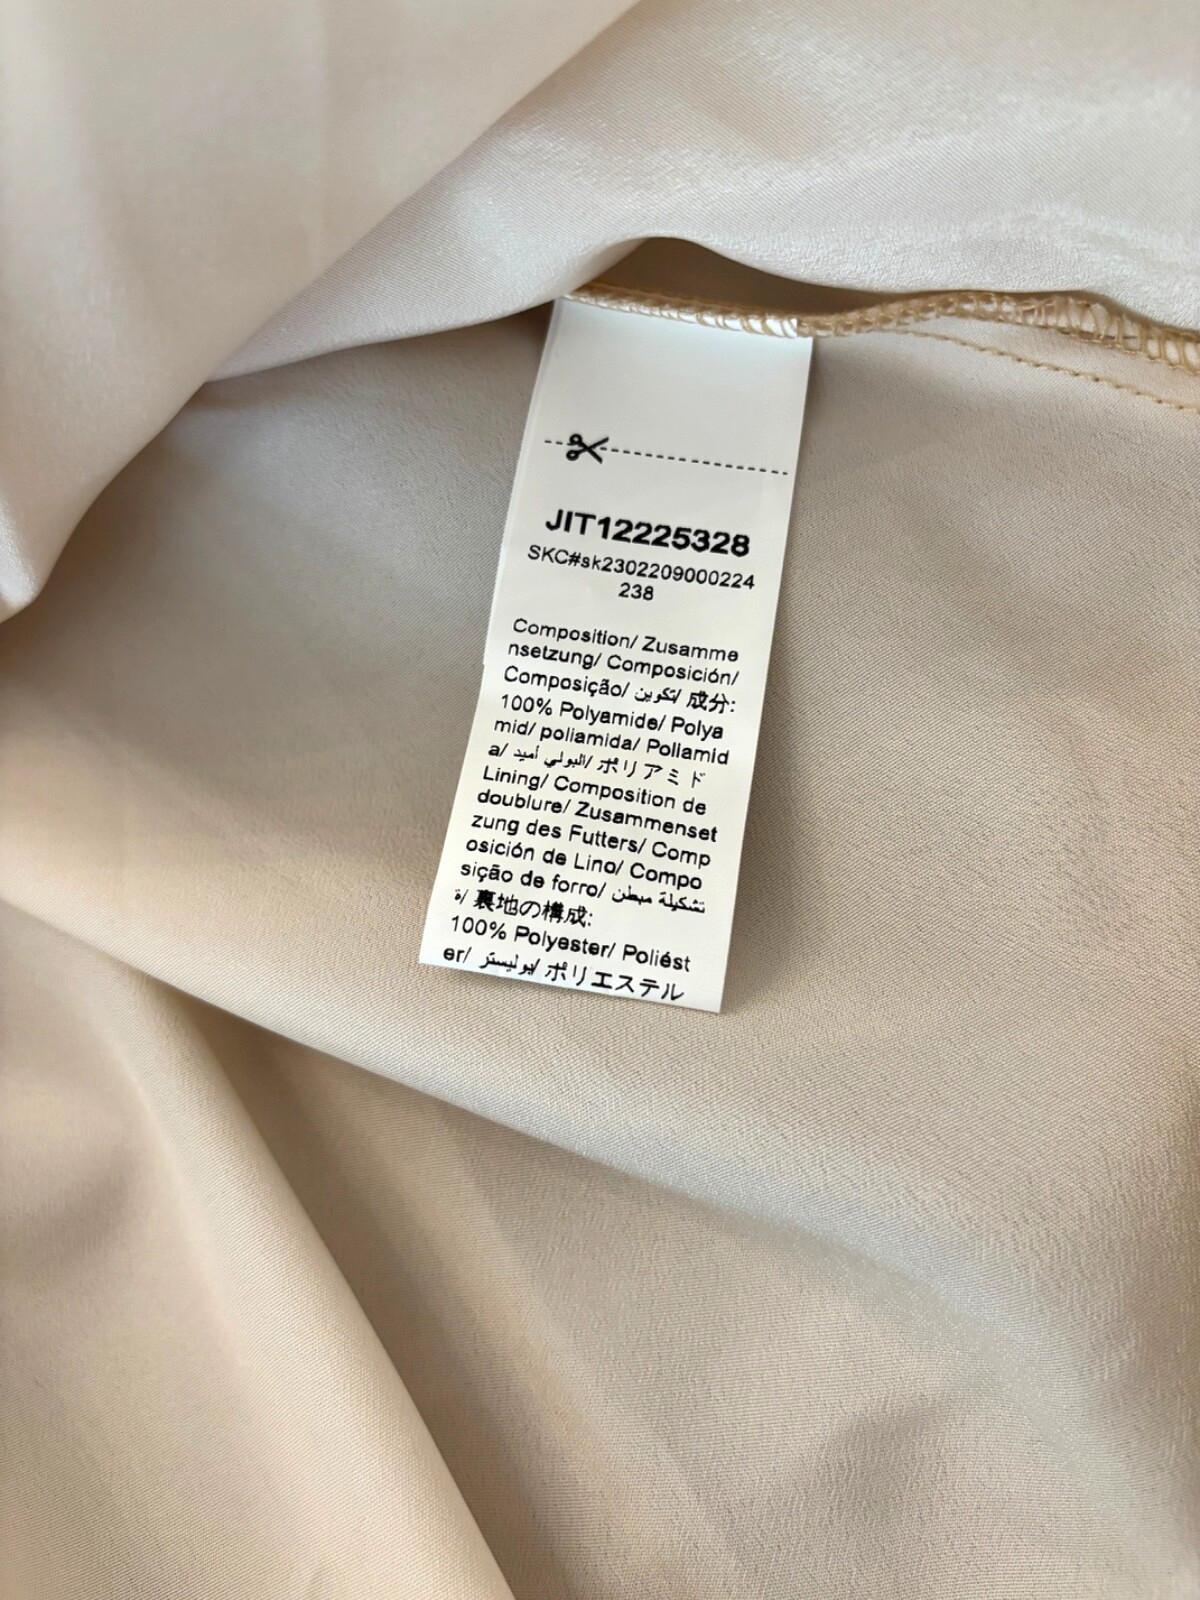 JIT12225328
SKC#sk2302209000224
238
Composition/ Zusamme
nsetzung/ Composición/
Composição/ تكوين/ 成分:
100% Polyamide/ Polya
mid/ poliamida/ Poliamid
a/ البولي أميد/ ポリアミド
Lining/ Composition de
doublure/ Zusammenset
zung des Futters/ Comp
osición de Lino/ Compo
sição de forro/ تشكيلة مبطن
ة/ 裏地の構成:
100% Polyester/ Poliést
er/ بوليستر/ ポリエステル